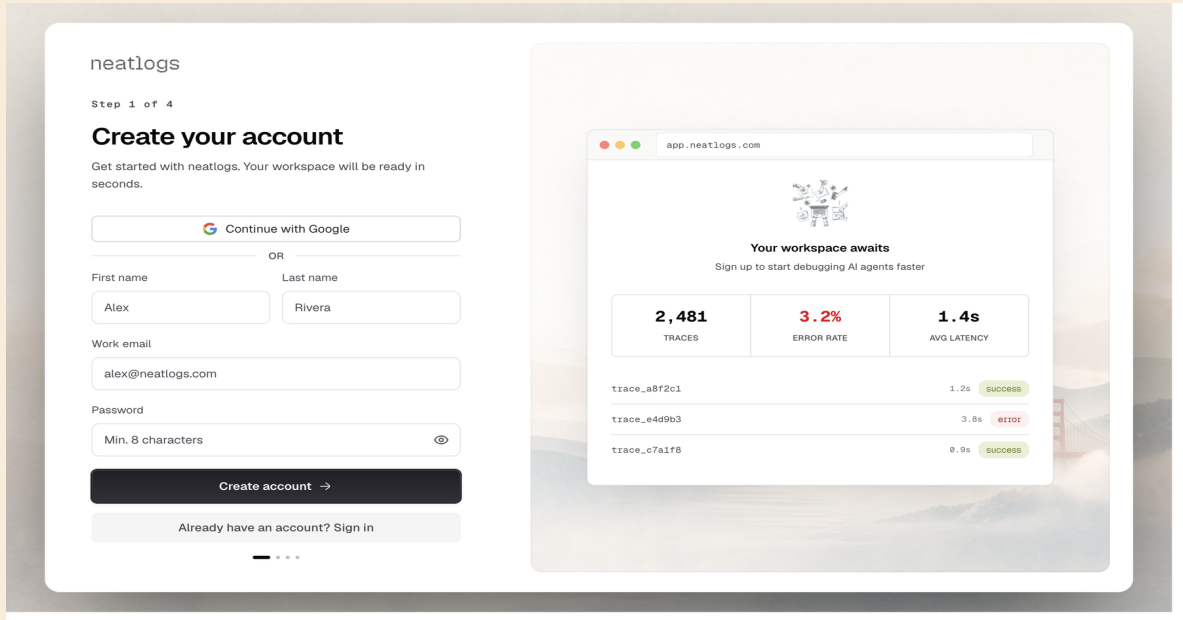 neatlogs
Step 1 of 4
Create your account
Get started with neatlogs. Your workspace will be ready in
seconds.
Continue with Google
OR
First name
Last name
Alex
Rivera
Work email
alex@neatlogs.com
Password
Min. 8 characters
Create account →
Already have an account? Sign in
app.neatlogs.com
Your workspace awaits
Sign up to start debugging AI agents faster
2,481
3.2%
1.4s
TRACES
ERROR RATE
AVG LATENCY
trace_a8f2c1 1.2s success
trace_e4d9b3 3.8s error
trace_c7a1f8 0.9s success